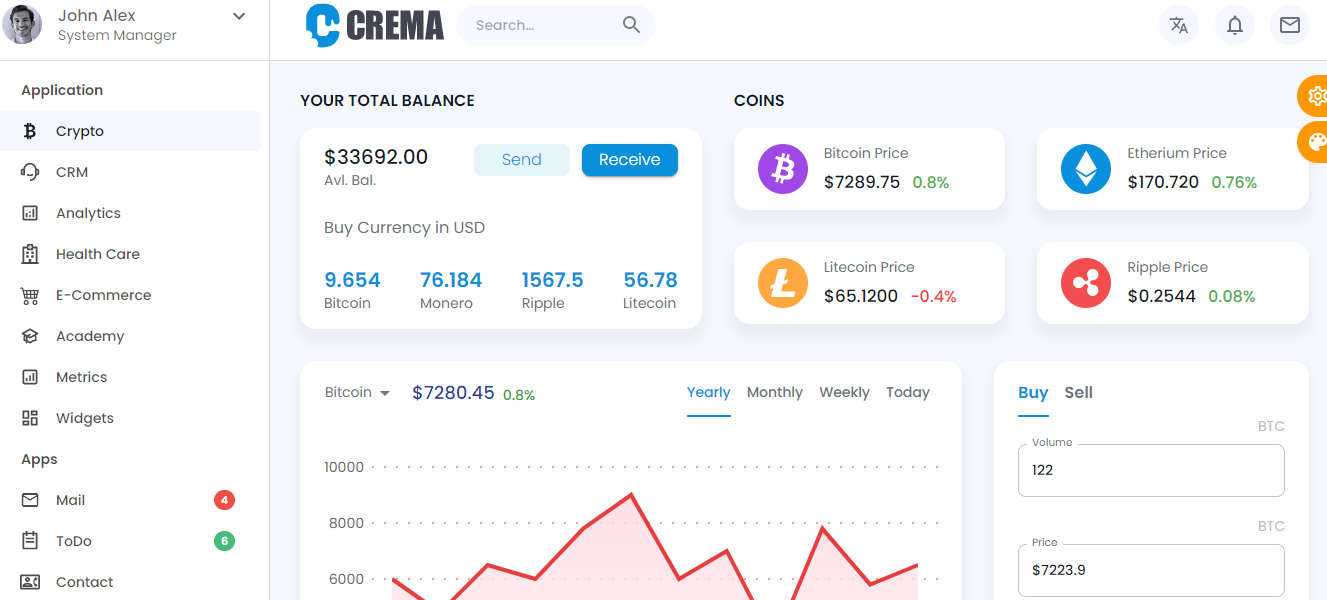 John Alex
System Manager
Application
Crypto
CRM
Analytics
Health Care
E-Commerce
Academy
Metrics
Widgets
Apps
Mail 4
ToDo 6
Contact
CREMA
Search...
YOUR TOTAL BALANCE
$33692.00
Avl. Bal.
Send Receive
Buy Currency in USD
9.654 76.184 1567.5 56.78
Bitcoin Monero Ripple Litecoin
COINS
Bitcoin Price
$7289.75 0.8%
Etherium Price
$170.720 0.76%
Litecoin Price
$65.1200 -0.4%
Ripple Price
$0.2544 0.08%
Bitcoin $7280.45 0.8% Yearly Monthly Weekly Today
10000
8000
6000
Buy Sell
BTC
Volume
122
BTC
Price
$7223.9